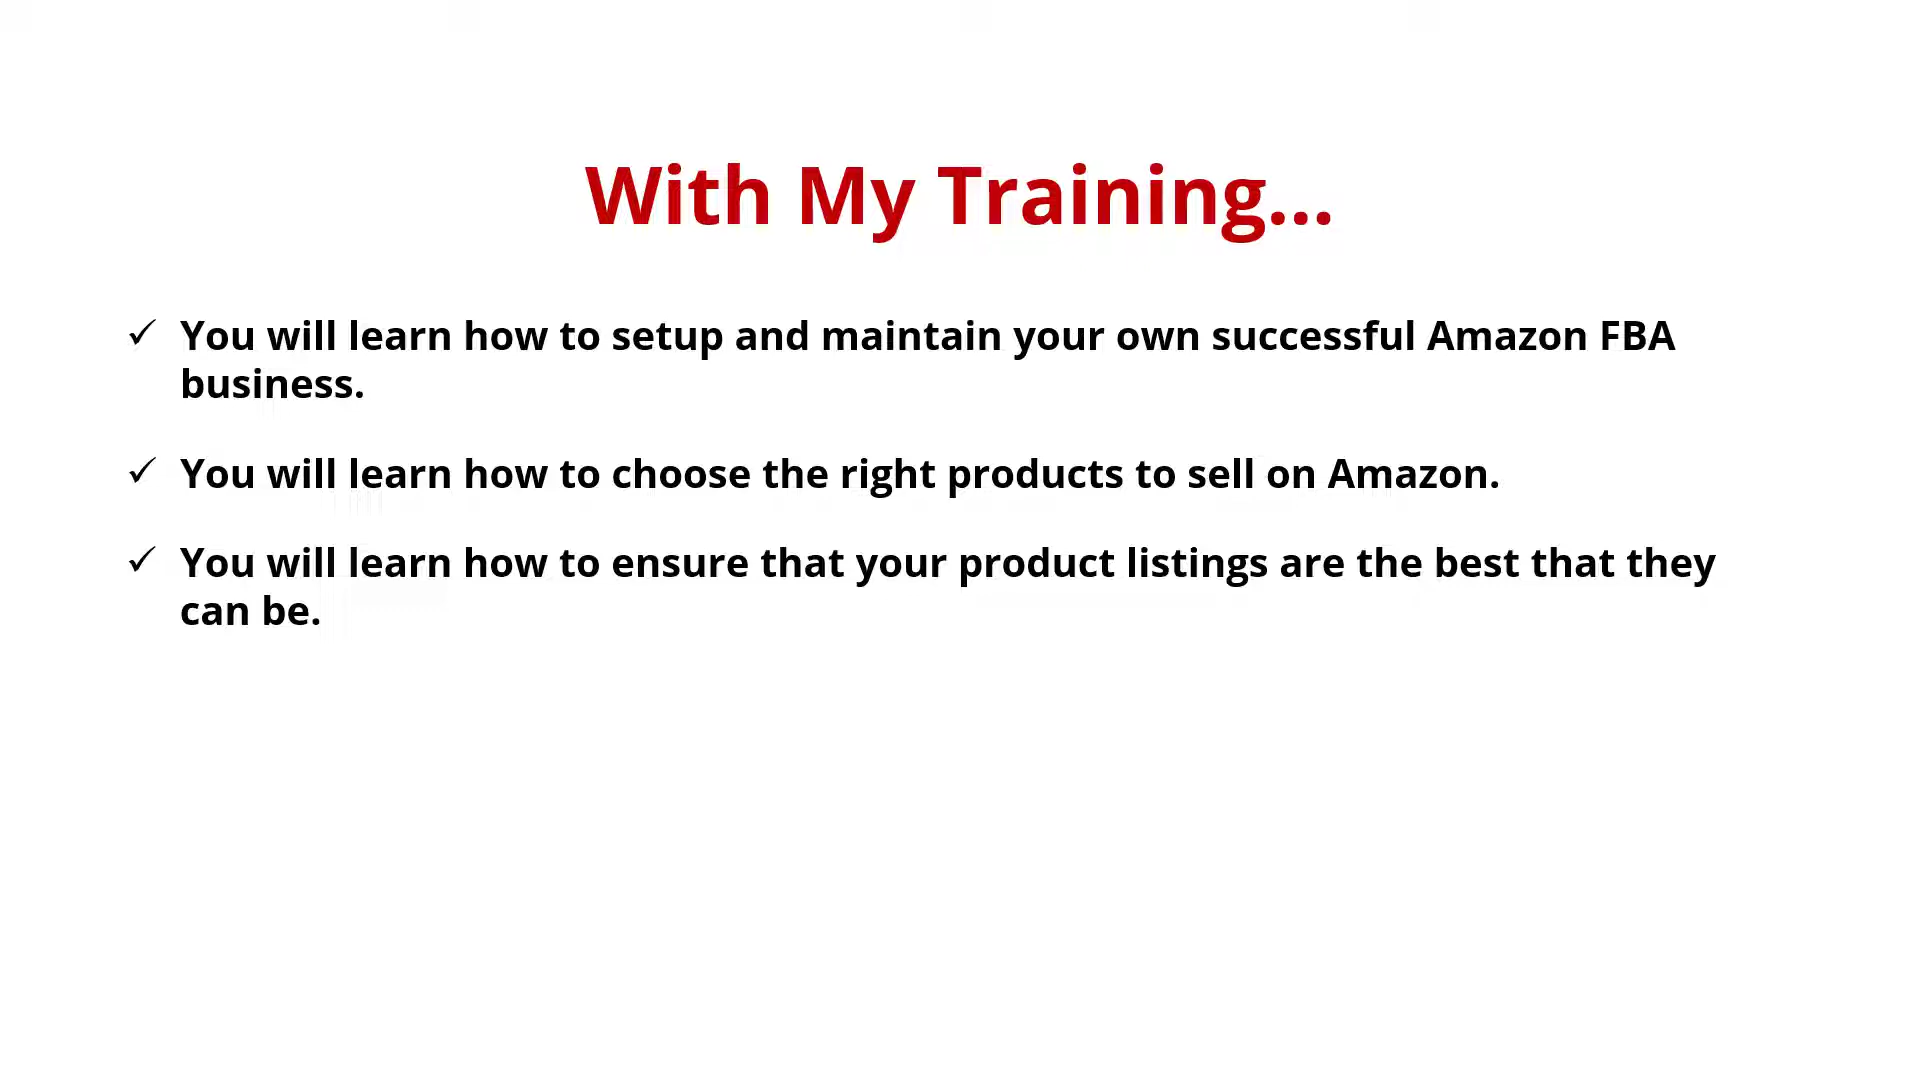 With My Training...
✓ You will learn how to setup and maintain your own successful Amazon FBA
business.
✓ You will learn how to choose the right products to sell on Amazon.
✓ You will learn how to ensure that your product listings are the best that they
can be.